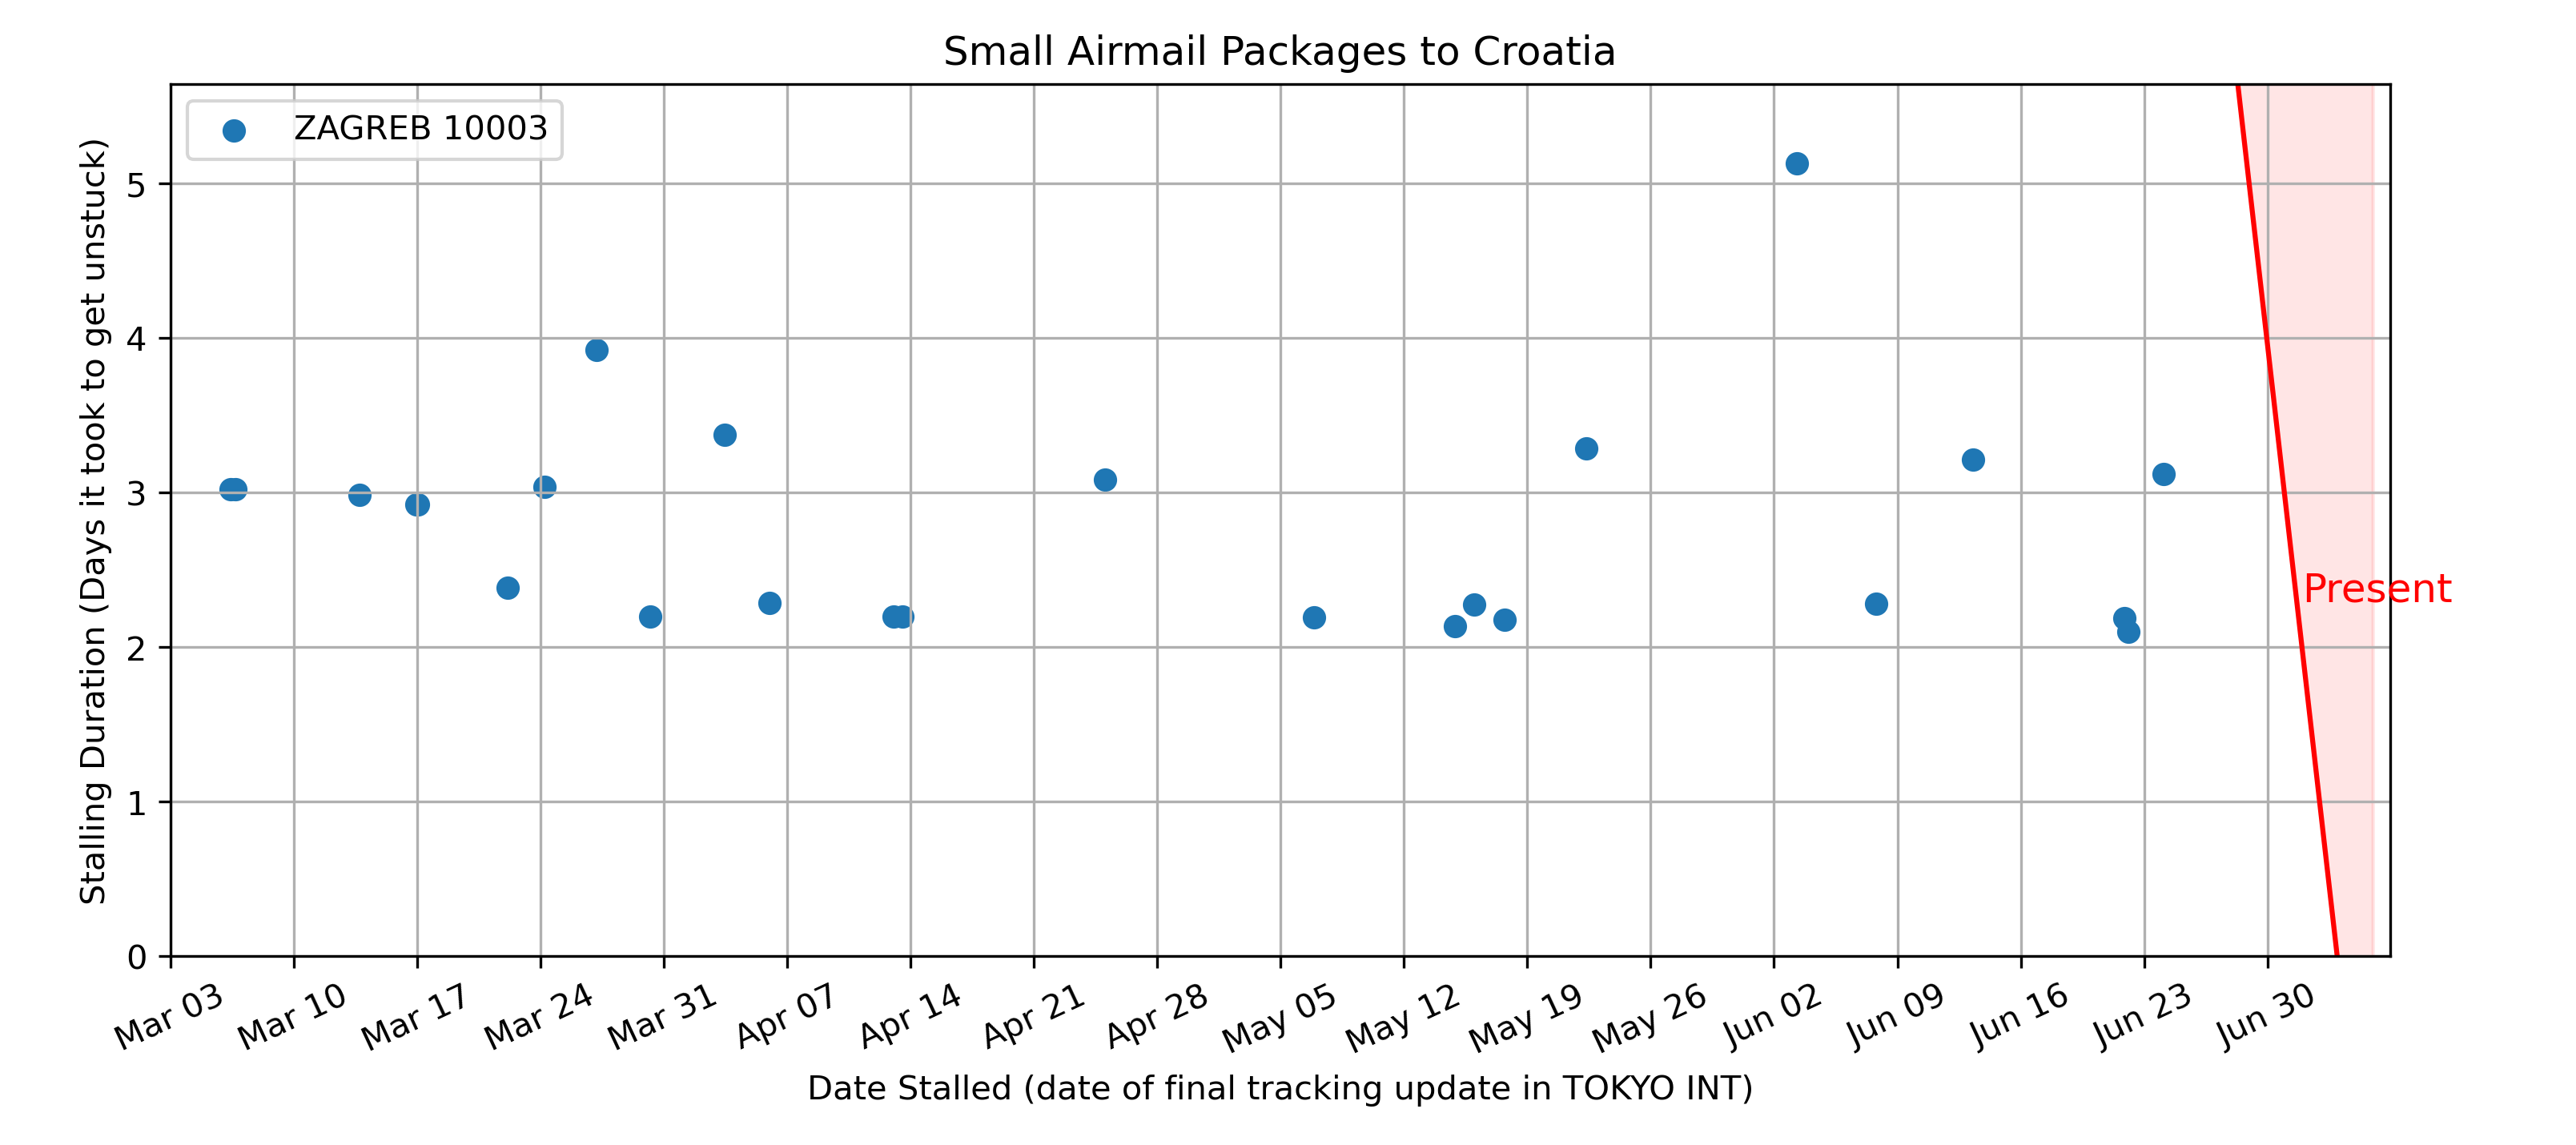 Small Airmail Packages to Croatia
ZAGREB 10003
Stalling Duration (Days it took to get unstuck)
5
4
3
2
1
0
Present
Mar 03
Mar 10
Mar 17
Mar 24
Mar 31
Apr 07
Apr 14
Apr 21
Apr 28
May 05
May 12
May 19
May 26
Jun 02
Jun 09
Jun 16
Jun 23
Jun 30
Date Stalled (date of final tracking update in TOKYO INT)